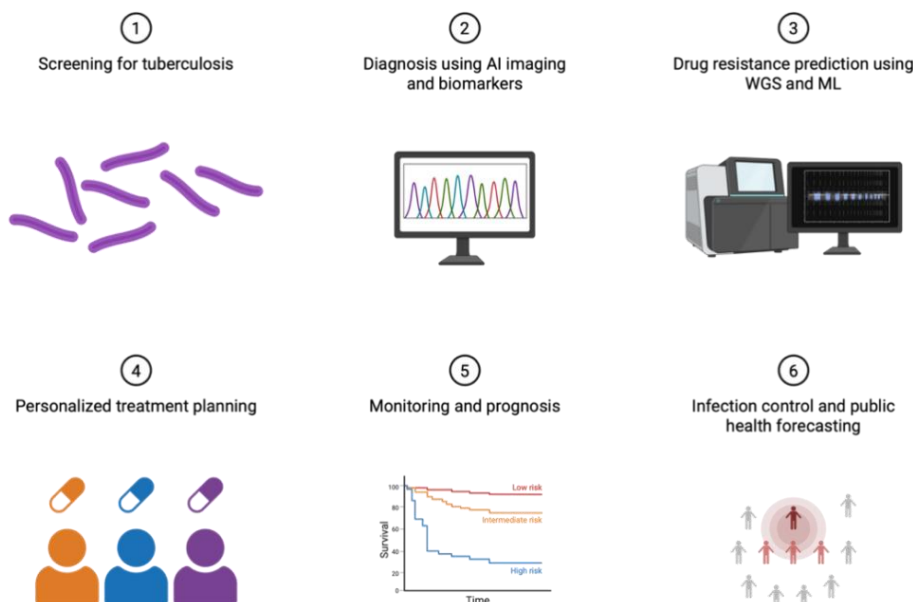 1
Screening for tuberculosis
2
Diagnosis using AI imaging
and biomarkers
3
Drug resistance prediction using
WGS and ML
4
Personalized treatment planning
5
Monitoring and prognosis
6
Infection control and public
health forecasting
Survival
100
80
60
40
20
0
Low risk
Intermediate risk
High risk
Time